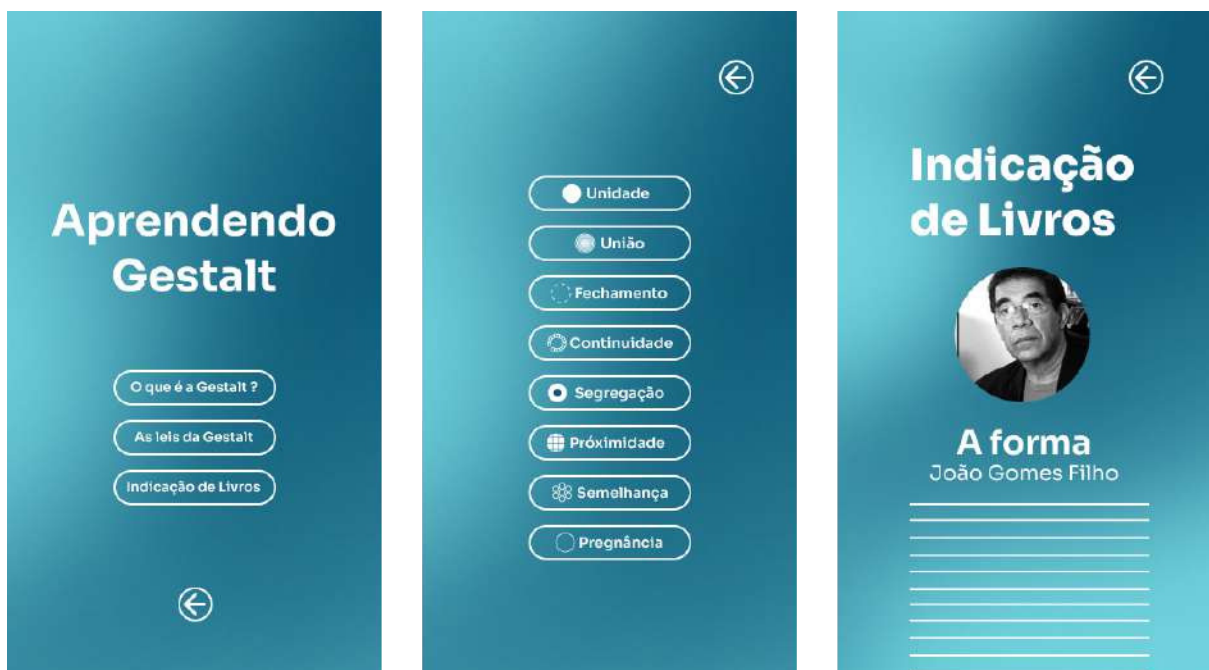 Aprendendo
Gestalt
O que é a Gestalt ?
As leis da Gestalt
Indicação de Livros
Unidade
União
Fechamento
Continuidade
Segregação
Próximidade
Semelhança
Pregnância
Indicação
de Livros
A forma
João Gomes Filho